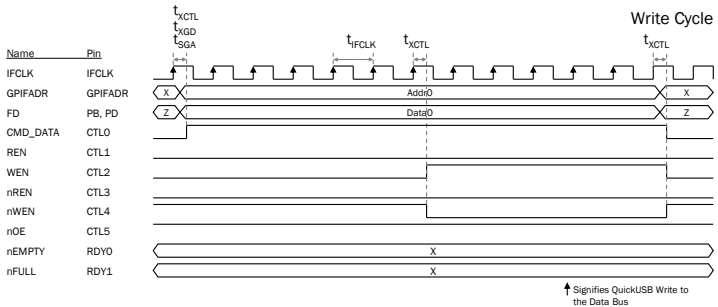 Write Cycle
tXCTL
tXGD
tSGA
tIFCLK
tXCTL
tXCTL
Name Pin
IFCLK IFCLK
GPIFADR GPIFADR X Addr0 X
FD PB, PD Z Data0 Z
CMD_DATA CTL0
REN CTL1
WEN CTL2
nREN CTL3
nWEN CTL4
nOE CTL5
nEMPTY RDY0 X
nFULL RDY1 X
Signifies QuickUSB Write to
the Data Bus